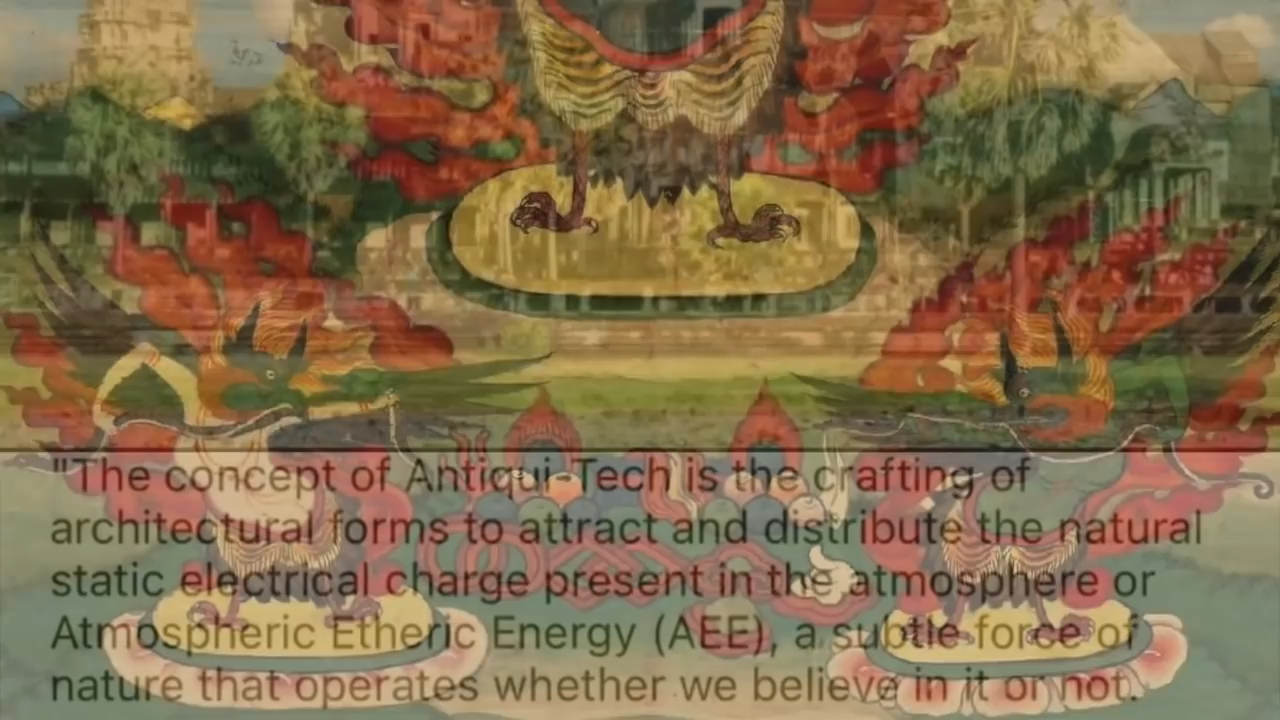 "The concept of Antiqui-Tech is the crafting of
architectural forms to attract and distribute the natural
static electrical charge present in the atmosphere or
Atmospheric Etheric Energy (AEE), a subtle force of
nature that operates whether we believe in it or not.